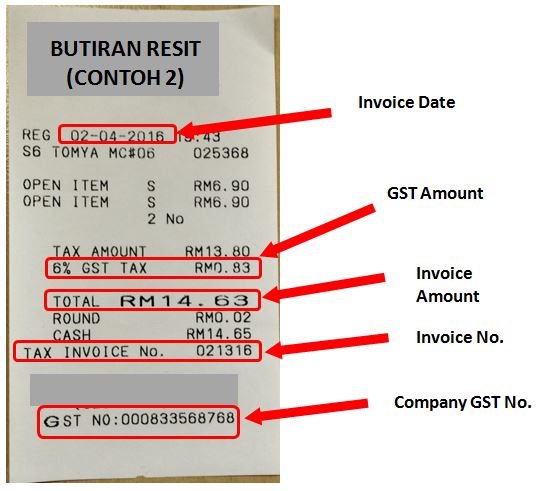 BUTIRAN RESIT
(CONTOH 2)
Invoice Date
REG 02-04-2016 :43
S6 TOMYA MC#06 025368
OPEN ITEM S RM6.90
OPEN ITEM S RM6.90
2 No
GST Amount
TAX AMOUNT RM13.80
6% GST TAX RM0.83
Invoice
Amount
TOTAL RM14.63
ROUND RM0.02
CASH RM14.65
Invoice No.
TAX INVOICE No. 021316
Company GST No.
GST NO:000833568768